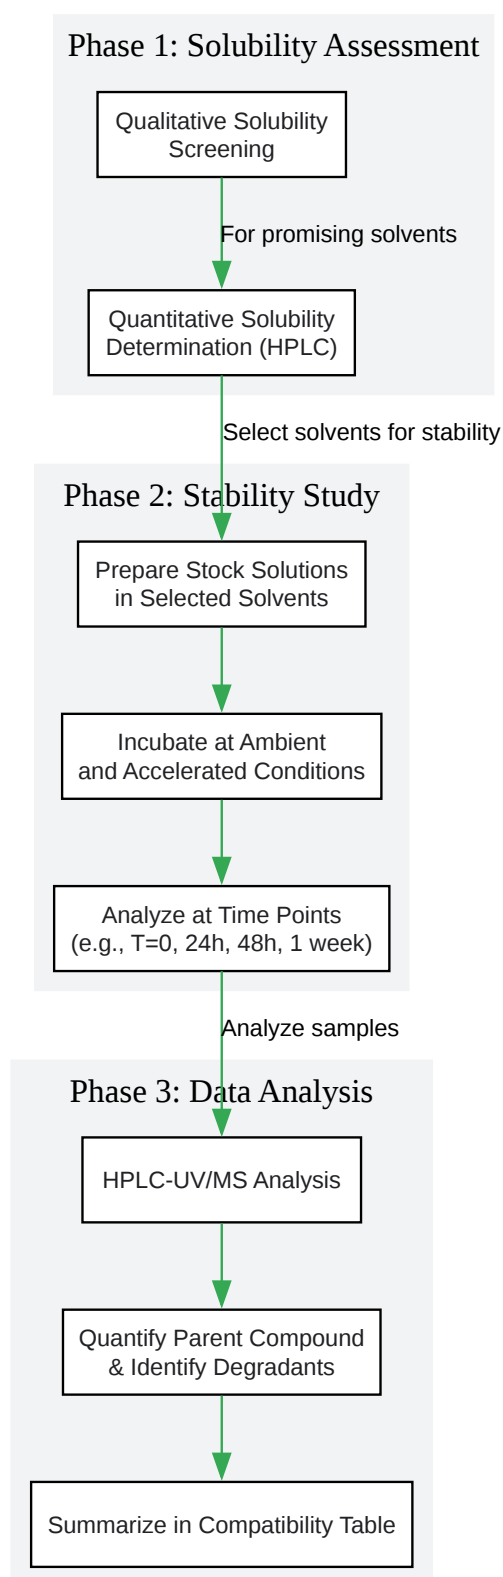 Phase 1: Solubility Assessment
Qualitative Solubility
Screening
For promising solvents
Quantitative Solubility
Determination (HPLC)
Select solvents for stability
Phase 2: Stability Study
Prepare Stock Solutions
in Selected Solvents
Incubate at Ambient
and Accelerated Conditions
Analyze at Time Points
(e.g., T=0, 24h, 48h, 1 week)
Analyze samples
Phase 3: Data Analysis
HPLC-UV/MS Analysis
Quantify Parent Compound
& Identify Degradants
Summarize in Compatibility Table